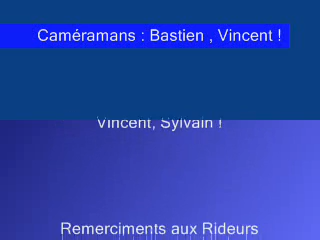 Caméramans : Bastien , Vincent !
Vincent, Sylvain !
Remerciments aux Rideurs